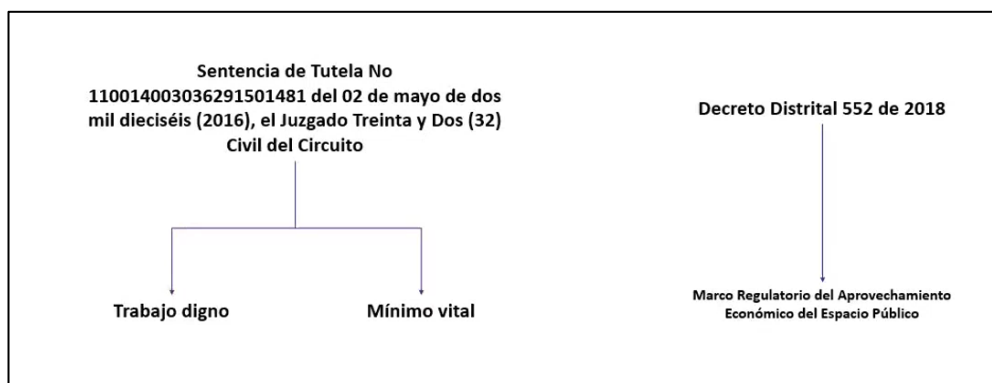 Sentencia de Tutela No
110014003036291501481 del 02 de mayo de dos
mil dieciséis (2016), el Juzgado Treinta y Dos (32)
Civil del Circuito
Decreto Distrital 552 de 2018
Trabajo digno
Mínimo vital
Marco Regulatorio del Aprovechamiento
Económico del Espacio Público